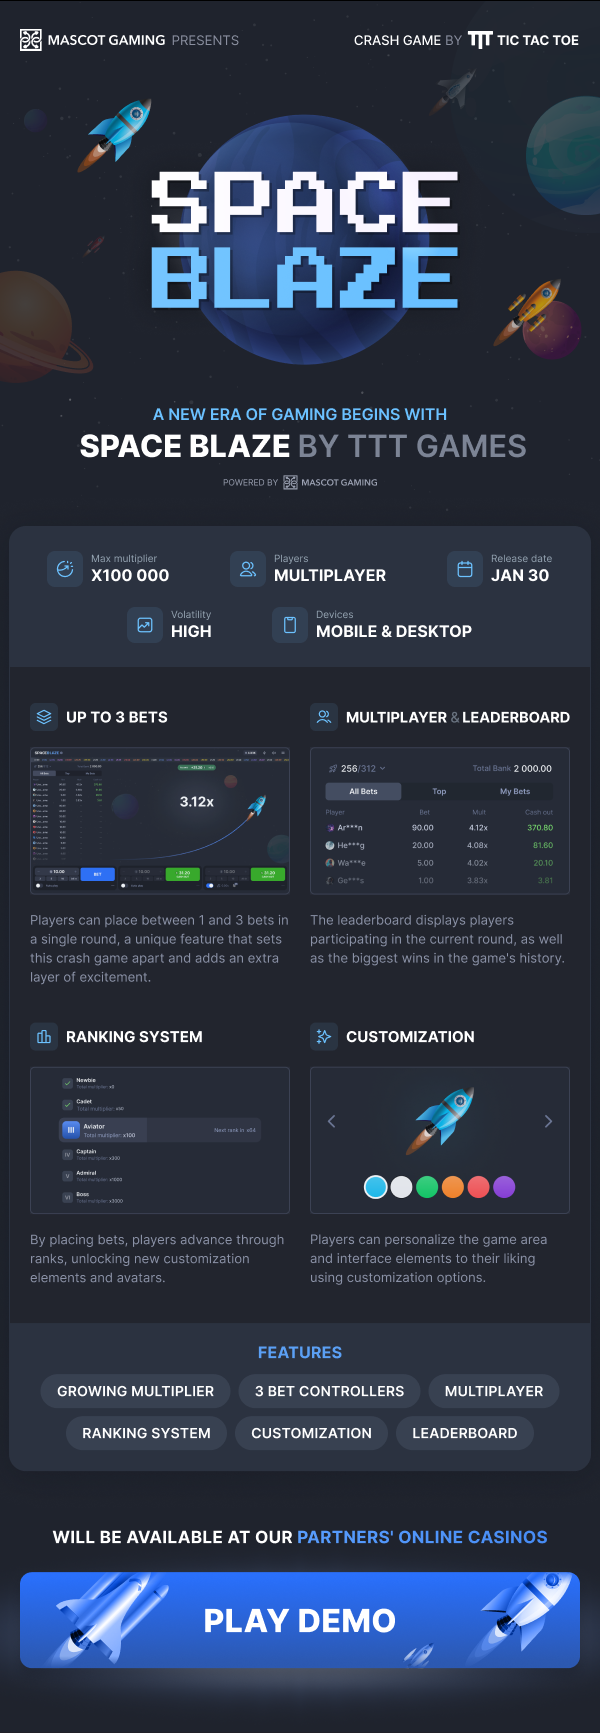 MASCOT GAMING PRESENTS
CRASH GAME BY TTT TIC TAC TOE
SPACE
BLAZE
A NEW ERA OF GAMING BEGINS WITH
SPACE BLAZE BY TTT GAMES
POWERED BY MASCOT GAMING
Max multiplier
X100 000
Players
MULTIPLAYER
Release date
JAN 30
Volatility
HIGH
Devices
MOBILE & DESKTOP
UP TO 3 BETS
SPACEBLAZE
3.12x
BET
Players can place between 1 and 3 bets in
a single round, a unique feature that sets
this crash game apart and adds an extra
layer of excitement.
MULTIPLAYER & LEADERBOARD
256/312 Total Bank 2 000.00
All Bets Top My Bets
Player Bet Mult Cash out
Ar***n 90.00 4.12x 370.80
He***g 20.00 4.08x 81.60
Wa***e 5.00 4.02x 20.10
Ge***s 1.00 3.83x 3.81
The leaderboard displays players
participating in the current round, as well
as the biggest wins in the game's history.
RANKING SYSTEM
Newbie
Total multiplier: x0
Cadet
Total multiplier: x50
III Aviator
Total multiplier: x100 Next rank in x64
IV Captain
Total multiplier: x300
V Admiral
Total multiplier: x1000
VI Boss
Total multiplier: x3000
By placing bets, players advance through
ranks, unlocking new customization
elements and avatars.
CUSTOMIZATION
Players can personalize the game area
and interface elements to their liking
using customization options.
FEATURES
GROWING MULTIPLIER 3 BET CONTROLLERS MULTIPLAYER
RANKING SYSTEM CUSTOMIZATION LEADERBOARD
WILL BE AVAILABLE AT OUR PARTNERS' ONLINE CASINOS
PLAY DEMO